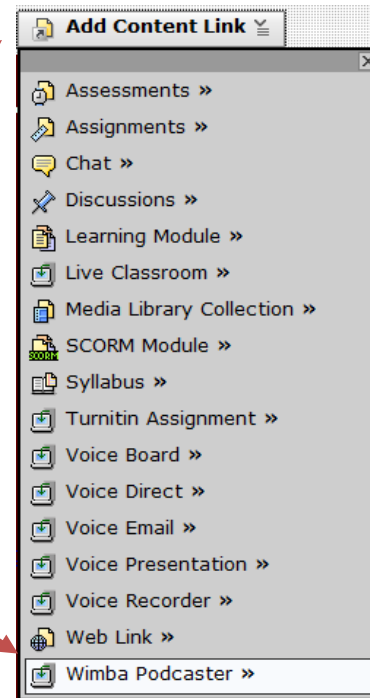 Add Content Link
Assessments »
Assignments »
Chat »
Discussions »
Learning Module »
Live Classroom »
Media Library Collection »
SCORM Module »
Syllabus »
Turnitin Assignment »
Voice Board »
Voice Direct »
Voice Email »
Voice Presentation »
Voice Recorder »
Web Link »
Wimba Podcaster »